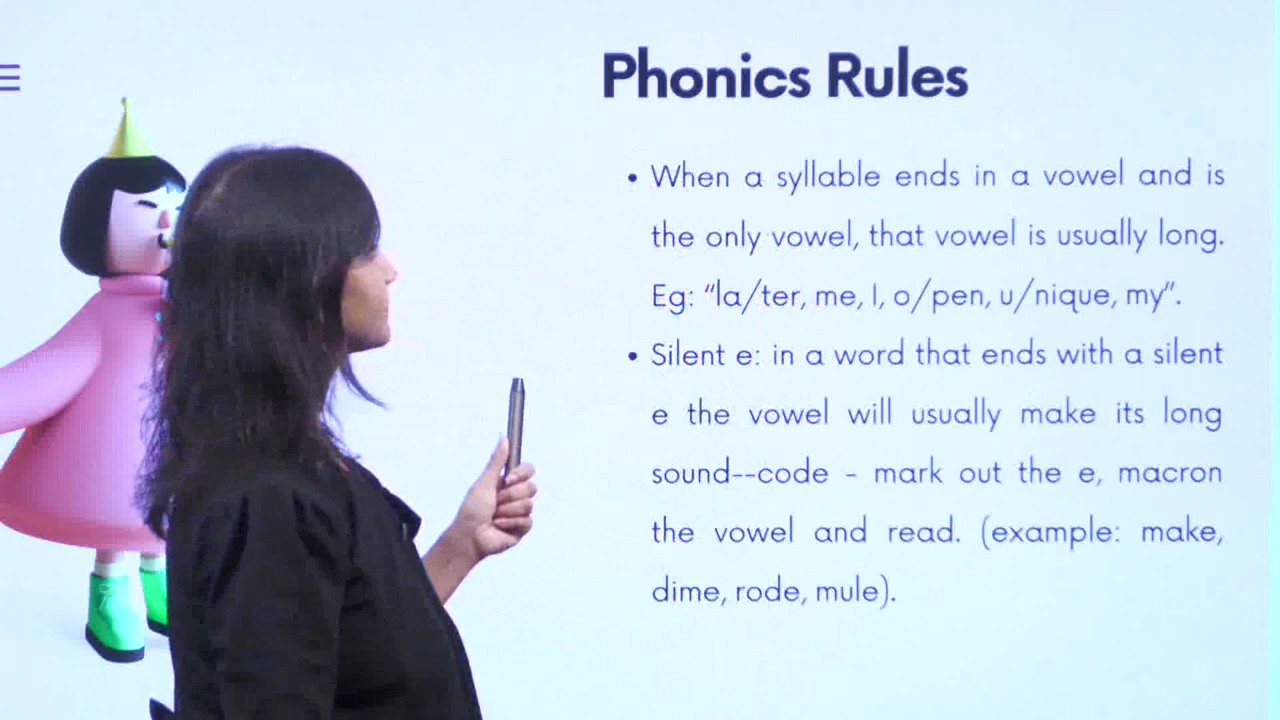 Phonics Rules
• When a syllable ends in a vowel and is
the only vowel, that vowel is usually long.
Eg: “la/ter, me, I, o/pen, u/nique, my”.
• Silent e: in a word that ends with a silent
e the vowel will usually make its long
sound--code - mark out the e, macron
the vowel and read. (example: make,
dime, rode, mule).